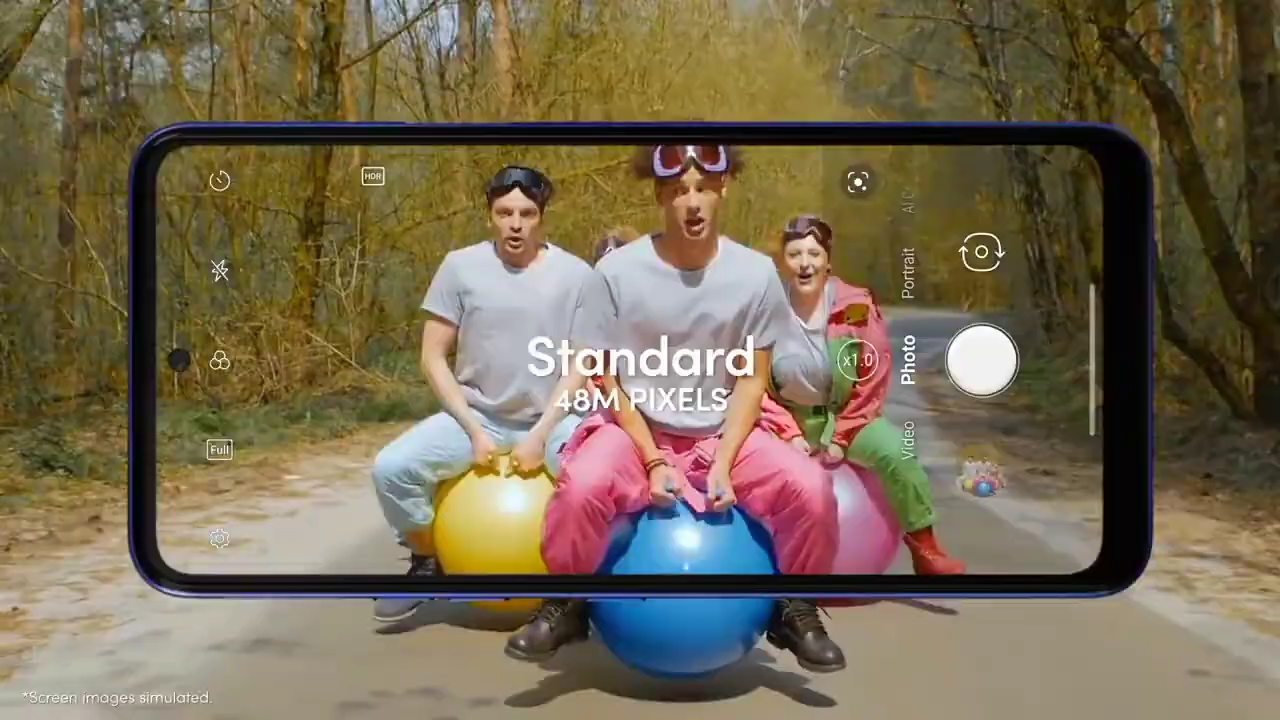 HDR
AI C
Portrait
Standard
x1.0
Photo
48M PIXELS
Video
Full
*Screen images simulated.